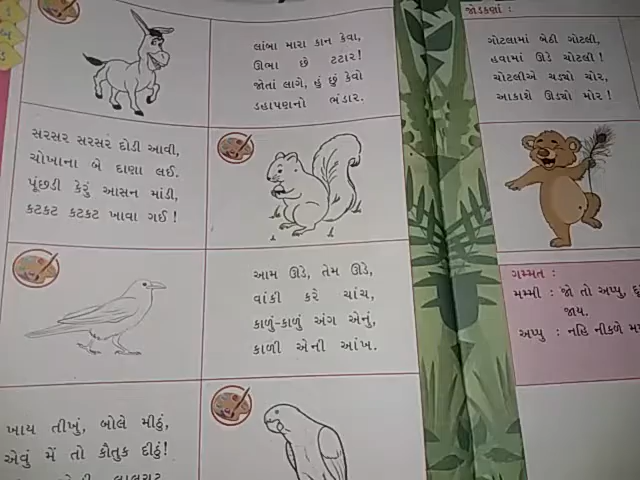 લાંબા મારા કાન કેવા,
ઊભા છે ટટાર!
જોતાં લાગે, હું છું કેવો
ડહાપણનો ભંડાર.
સરસર સરસર દોડી આવી,
ચોખાના બે દાણા લઈ.
પૂંછડી કેરું આસન માંડી,
કટકટ કટકટ ખાવા ગઈ!
આમ ઊડે, તેમ ઊડે,
વાંકી કરે ચાંચ,
કાળું-કાળું અંગ એનું,
કાળી એની આંખ.
ખાય તીખું, બોલે મીઠું,
એવું મેં તો કૌતુક દીઠું!
જોડકણાં :
ગોટલામાં બેઠી ગોટલી,
હવામાં ઊડે ચોટલી!
ચોટલીએ ચડ્યો ચોર,
આકાશે ઊડ્યો મોર!
ગમ્મત :
મમ્મી : જો તો અપ્પુ,
જાય.
અપ્પુ : નહિ નીકળે